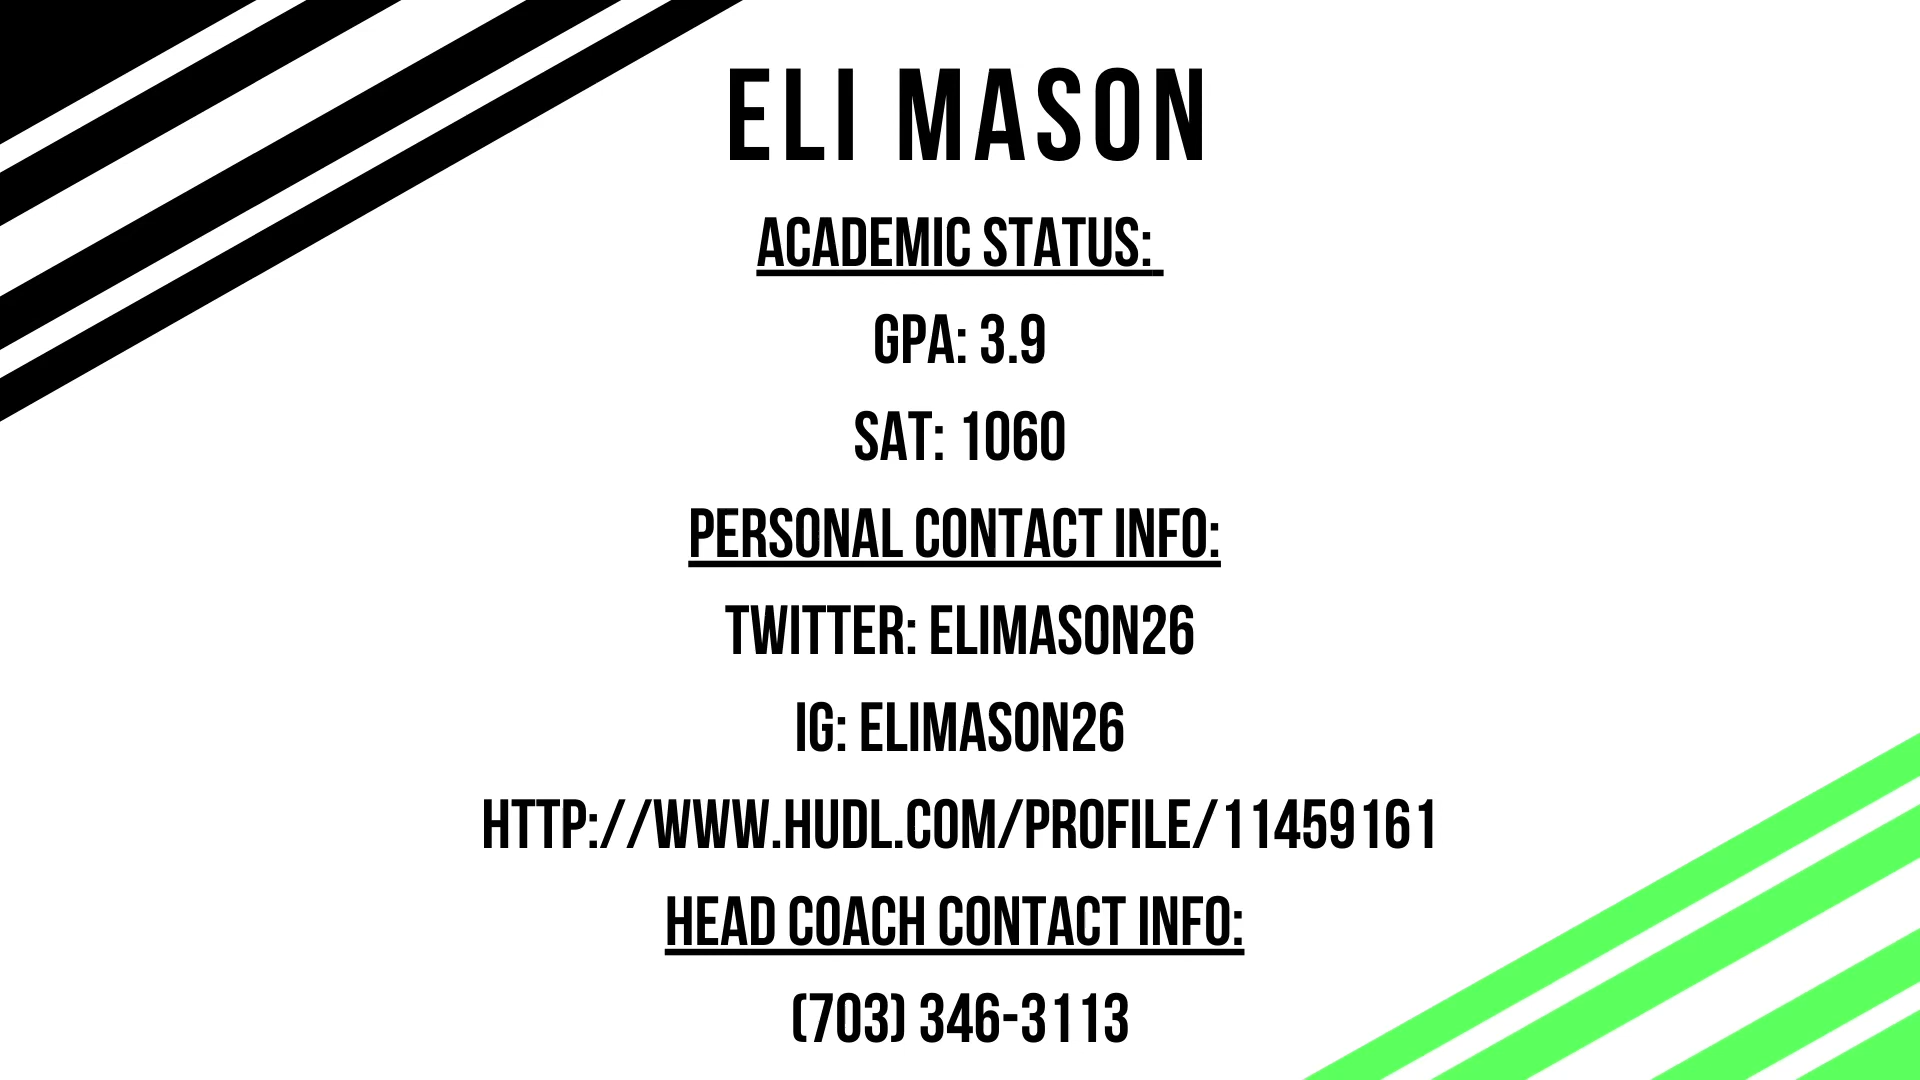 ELI MASON
ACADEMIC STATUS:
GPA: 3.9
SAT: 1060
PERSONAL CONTACT INFO:
TWITTER: ELIMASON26
IG: ELIMASON26
HTTP://WWW.HUDL.COM/PROFILE/11459161
HEAD COACH CONTACT INFO:
(703) 346-3113